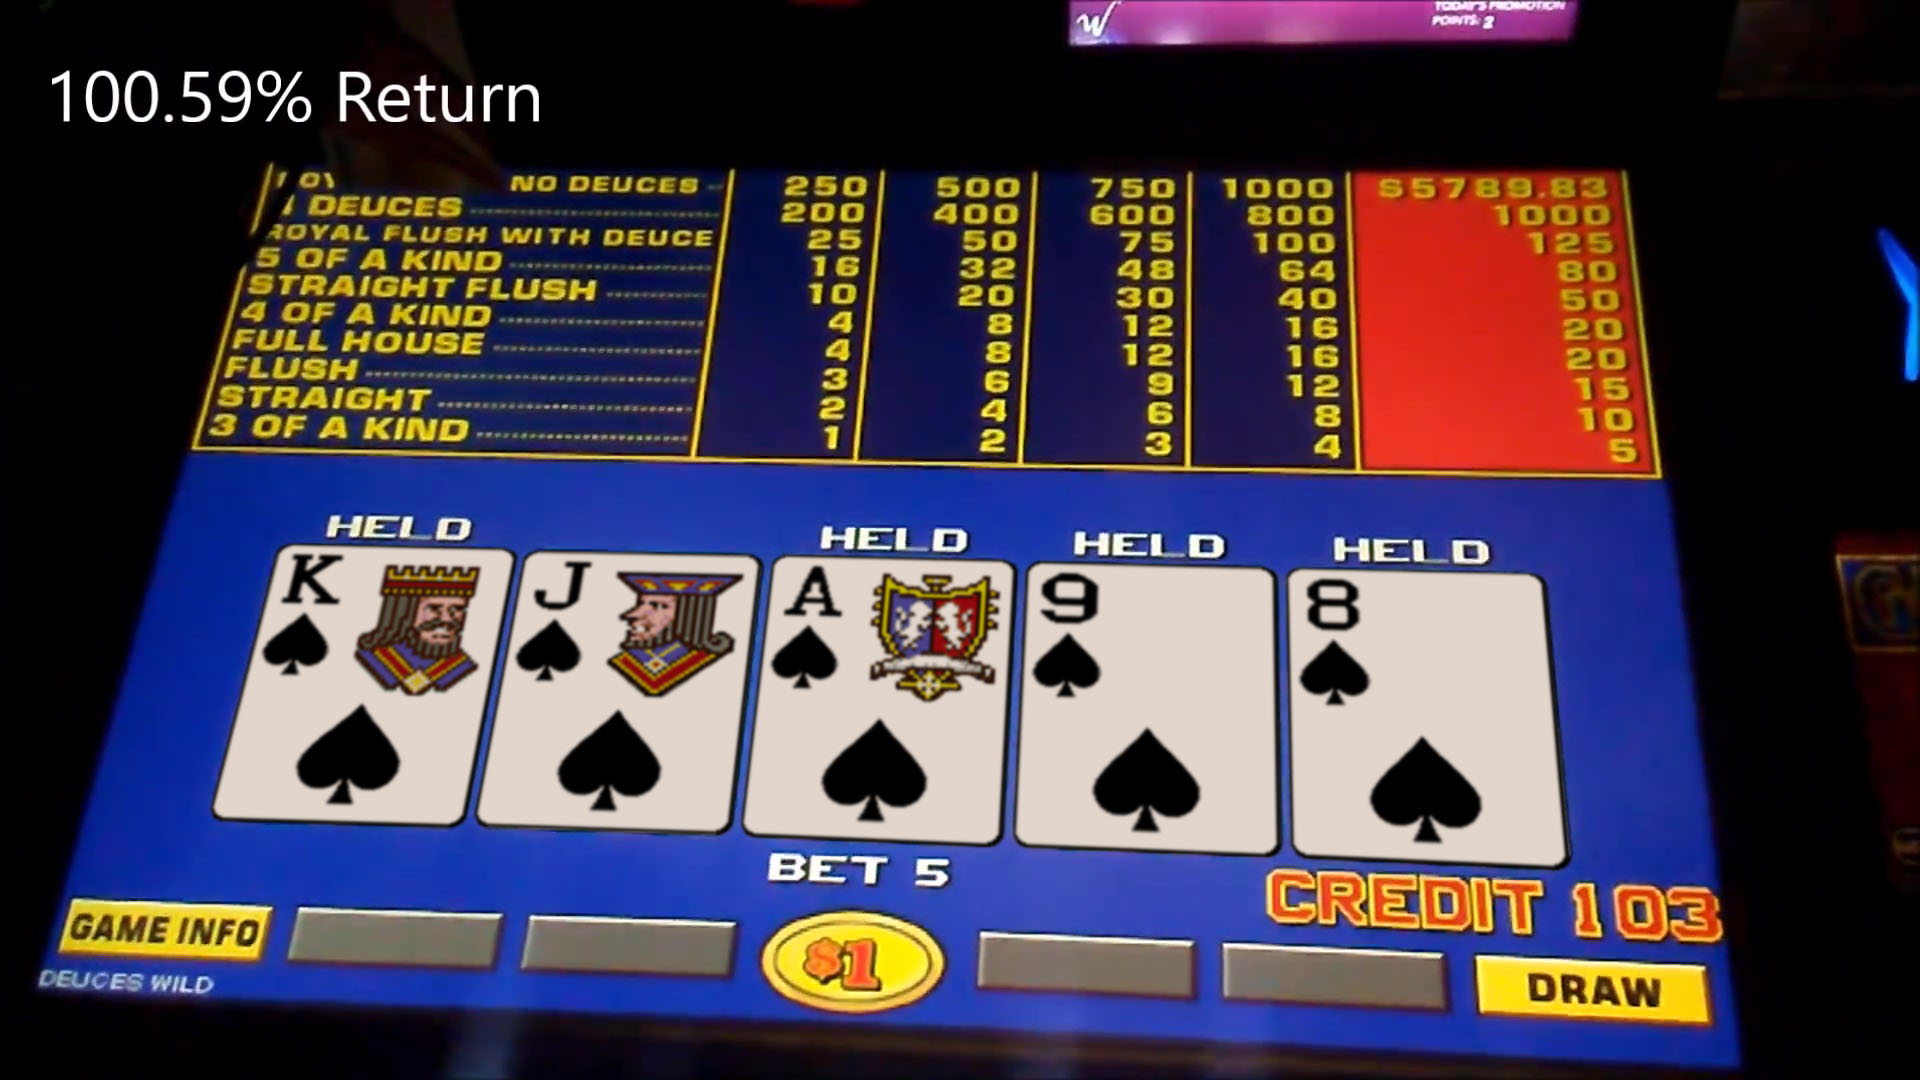 TODAY'S PROMOTION
W
POINTS: 2
100.59% Return
NO DEUCES 250 500 750 1000 $5789.83
DEUCES 200 400 600 800 1000
ROYAL FLUSH WITH DEUCE 25 50 75 100 125
5 OF A KIND 16 32 48 64 80
STRAIGHT FLUSH 10 20 30 40 50
4 OF A KIND 4 8 12 16 20
FULL HOUSE 4 8 12 16 20
FLUSH 3 6 9 12 15
STRAIGHT 2 4 6 8 10
3 OF A KIND 1 2 3 4 5
HELD HELD HELD HELD
K J A 9 8
BET 5
CREDIT 103
GAME INFO $1 DRAW
DEUCES WILD